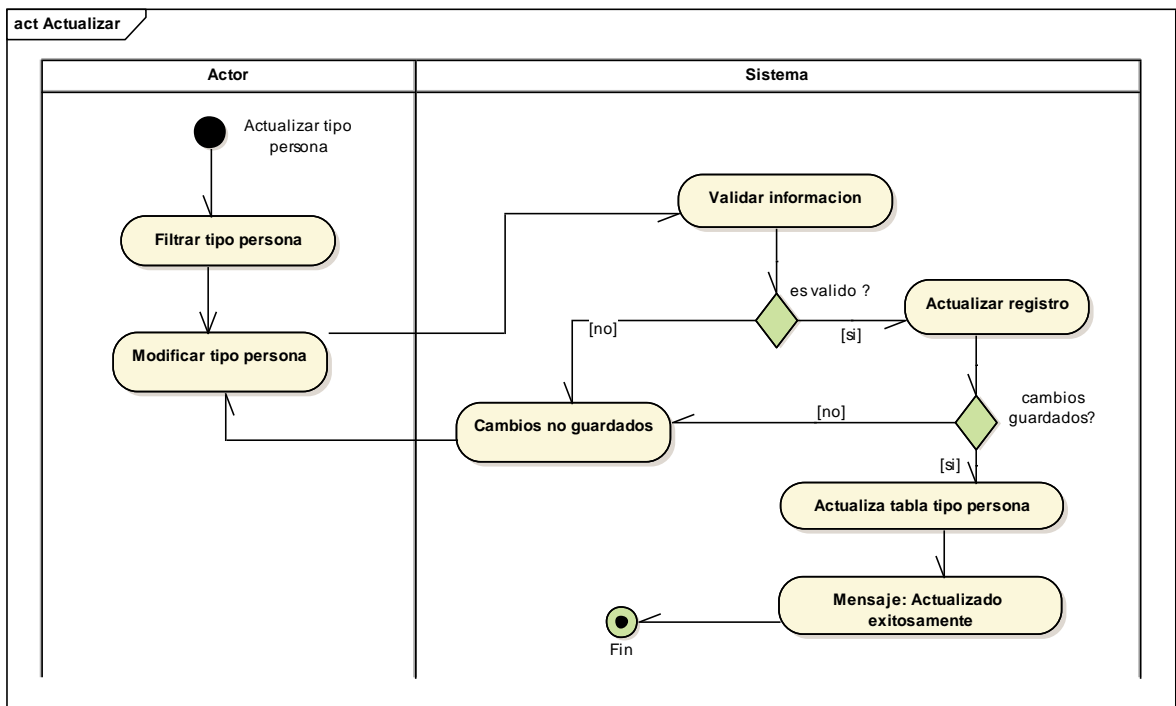 act Actualizar
Actor
Sistema
Actualizar tipo
persona
Filtrar tipo persona
Modificar tipo persona
Validar informacion
es valido ?
[no]
[si]
Actualizar registro
cambios
guardados?
[no]
[si]
Cambios no guardados
Actualiza tabla tipo persona
Mensaje: Actualizado
exitosamente
Fin